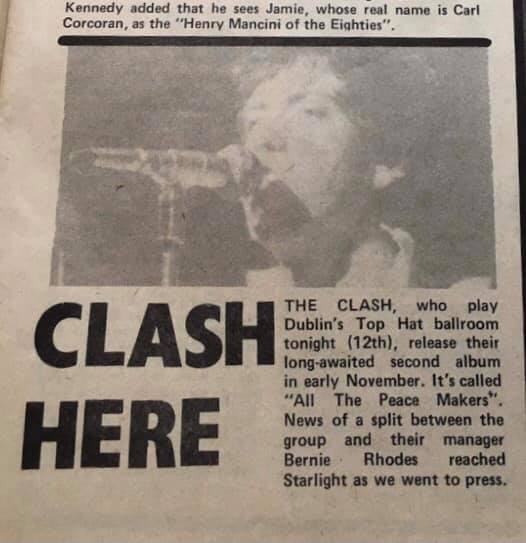 Kennedy added that he sees Jamie, whose real name is Carl
Corcoran, as the "Henry Mancini of the Eighties".
CLASH
HERE
THE CLASH, who play
Dublin's Top Hat ballroom
tonight (12th), release their
long-awaited second album
in early November. It's called
"All The Peace Makers".
News of a split between the
group and their manager
Bernie Rhodes reached
Starlight as we went to press.